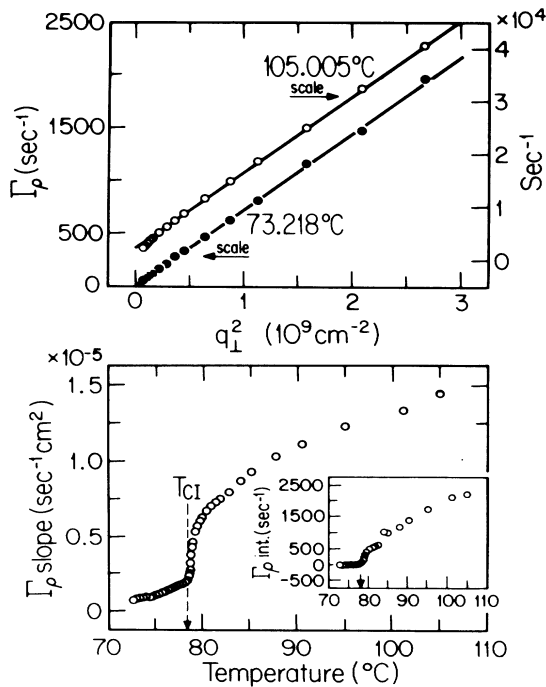 2500
1500
500
0
Γρ (sec⁻¹)
105.005°C
scale
73.218°C
scale
×10⁴
4
3
2
1
0
Sec⁻¹
0 1 2 3
q⊥² (10⁹cm⁻²)
×10⁻⁵
1.5
1.0
0.5
0
Γρ slope (sec⁻¹cm²)
TCI
2500
1500
500
-500
Γρ int.(sec⁻¹)
70 80 90 100 110
70 80 90 100
Temperature (°C)